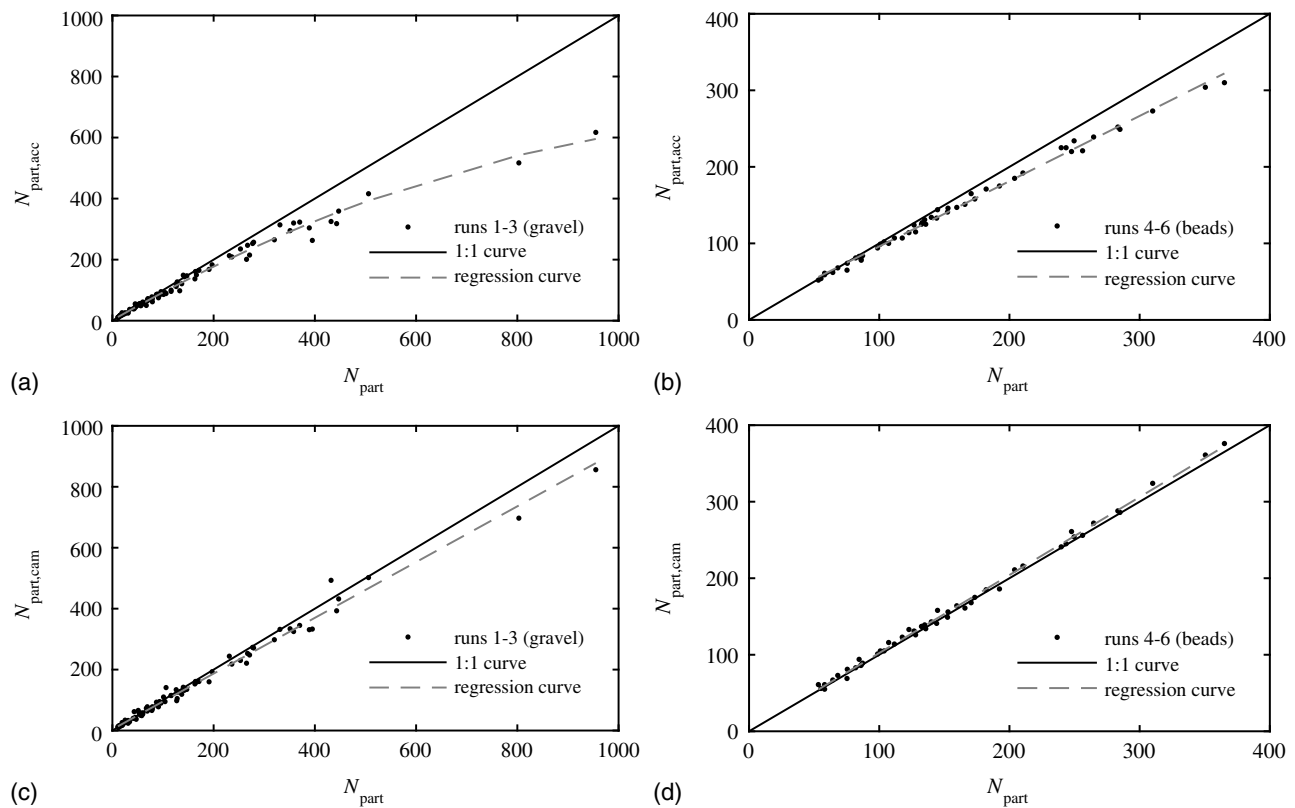 1000
800
600
400
200
0
N_part,acc
0 200 400 600 800 1000
N_part
runs 1-3 (gravel)
1:1 curve
regression curve
(a)
400
300
200
100
0
N_part,acc
0 100 200 300 400
N_part
runs 4-6 (beads)
1:1 curve
regression curve
(b)
1000
800
600
400
200
0
N_part,cam
0 200 400 600 800 1000
N_part
runs 1-3 (gravel)
1:1 curve
regression curve
(c)
400
300
200
100
0
N_part,cam
0 100 200 300 400
N_part
runs 4-6 (beads)
1:1 curve
regression curve
(d)